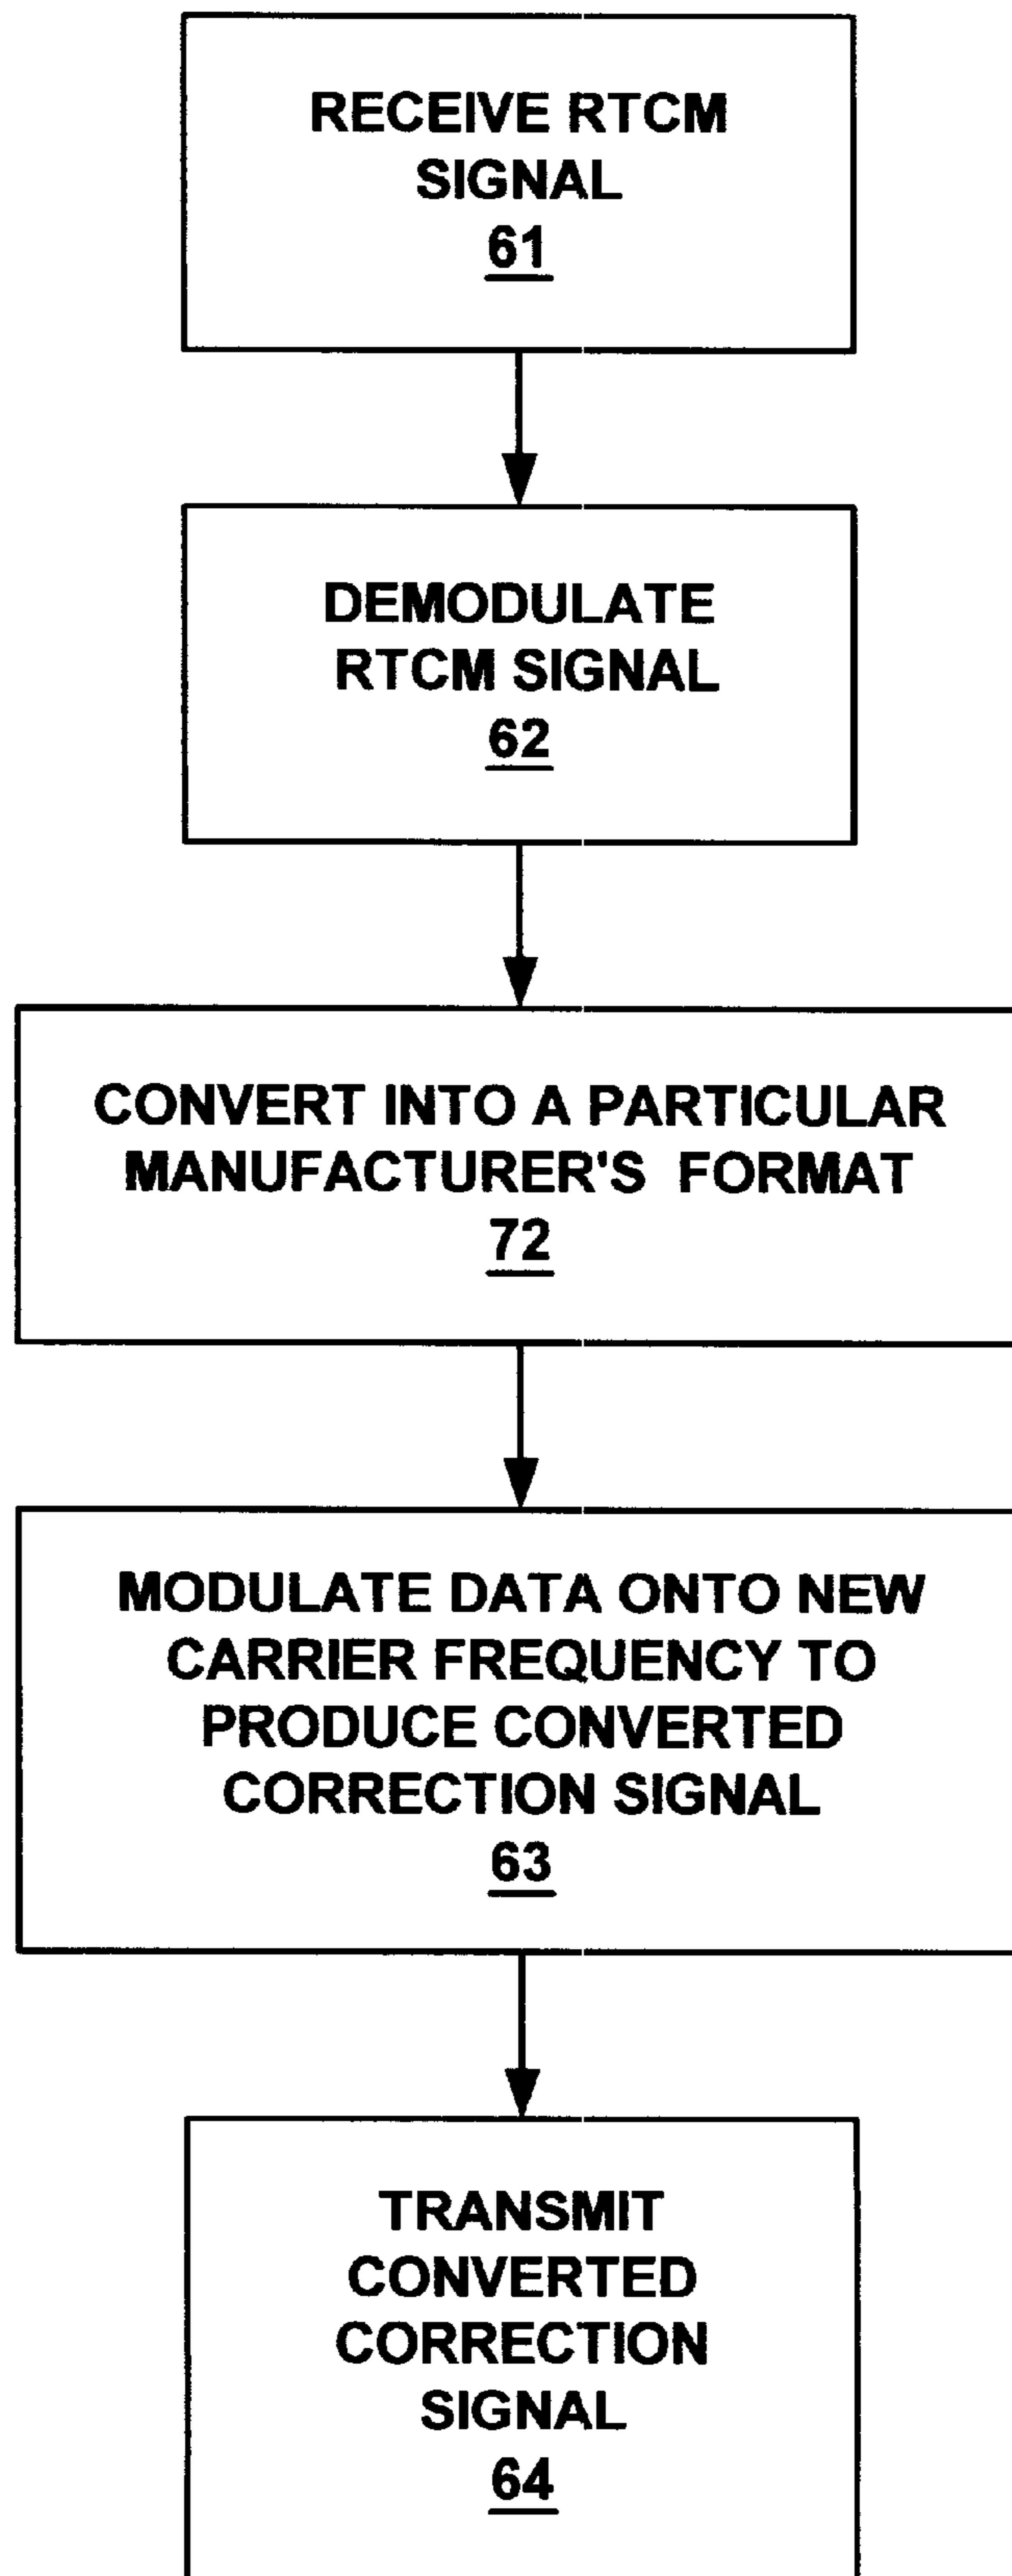 RECEIVE RTCM
SIGNAL
61
DEMODULATE
RTCM SIGNAL
62
CONVERT INTO A PARTICULAR
MANUFACTURER'S FORMAT
72
MODULATE DATA ONTO NEW
CARRIER FREQUENCY TO
PRODUCE CONVERTED
CORRECTION SIGNAL
63
TRANSMIT
CONVERTED
CORRECTION
SIGNAL
64